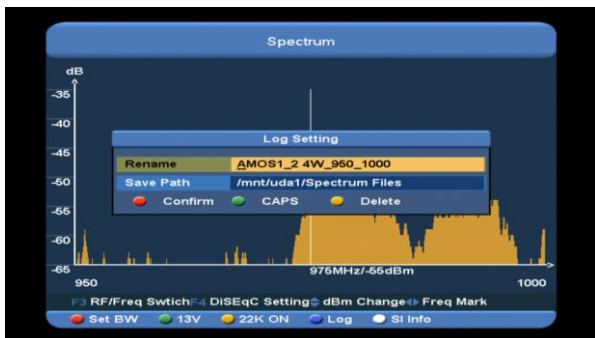 Spectrum
dB
-35
-40
-45
-50
-55
-60
-65
Log Setting
Rename AMOS1_2 4W_950_1000
Save Path /mnt/uda1/Spectrum Files
Confirm CAPS Delete
975MHz/-55dBm
950 1000
F3 RF/Freq Swtich F4 DiSEqC Setting dBm Change Freq Mark
Set BW 13V 22K ON Log SI Info